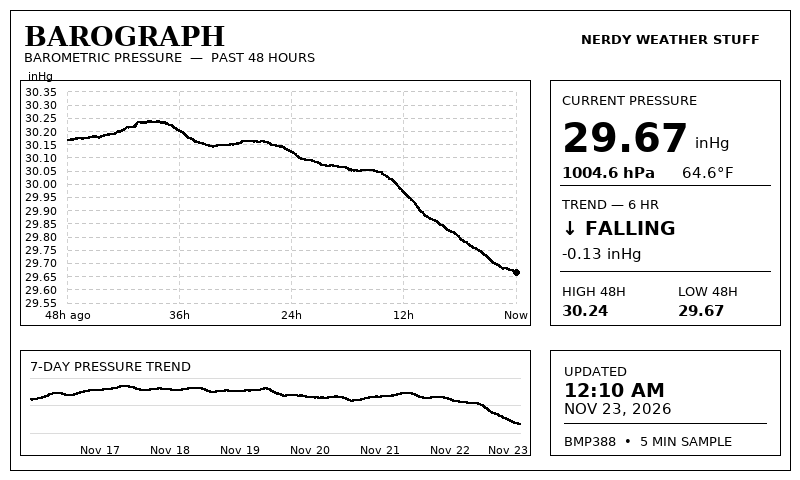 BAROGRAPH
BAROMETRIC PRESSURE — PAST 48 HOURS
NERDY WEATHER STUFF
inHg
30.35
30.30
30.25
30.20
30.15
30.10
30.05
30.00
29.95
29.90
29.85
29.80
29.75
29.70
29.65
29.60
29.55
48h ago 36h 24h 12h Now
CURRENT PRESSURE
29.67 inHg
1004.6 hPa 64.6°F
TREND — 6 HR
↓ FALLING
-0.13 inHg
HIGH 48H LOW 48H
30.24 29.67
7-DAY PRESSURE TREND
Nov 17 Nov 18 Nov 19 Nov 20 Nov 21 Nov 22 Nov 23
UPDATED
12:10 AM
NOV 23, 2026
BMP388 • 5 MIN SAMPLE